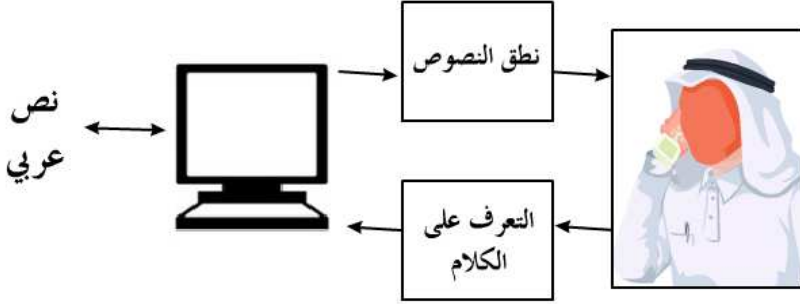 نطق النصوص
نص
عربي
التعرف على
الكلام